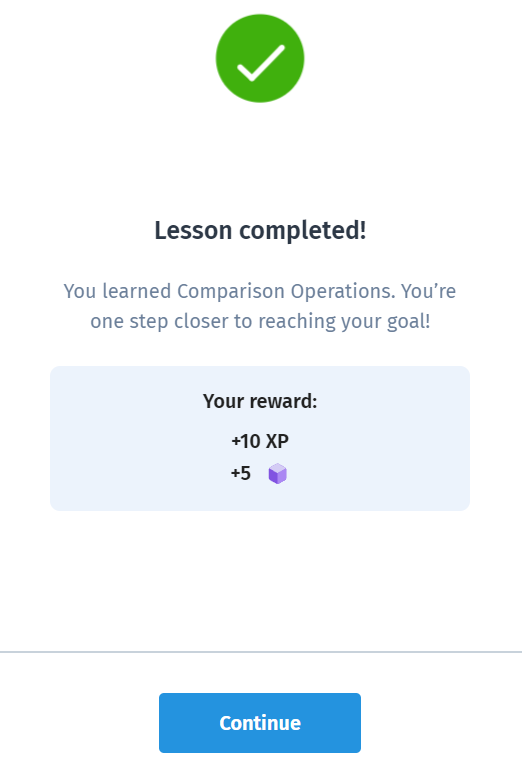 Lesson completed!
You learned Comparison Operations. You’re
one step closer to reaching your goal!
Your reward:
+10 XP
+5
Continue